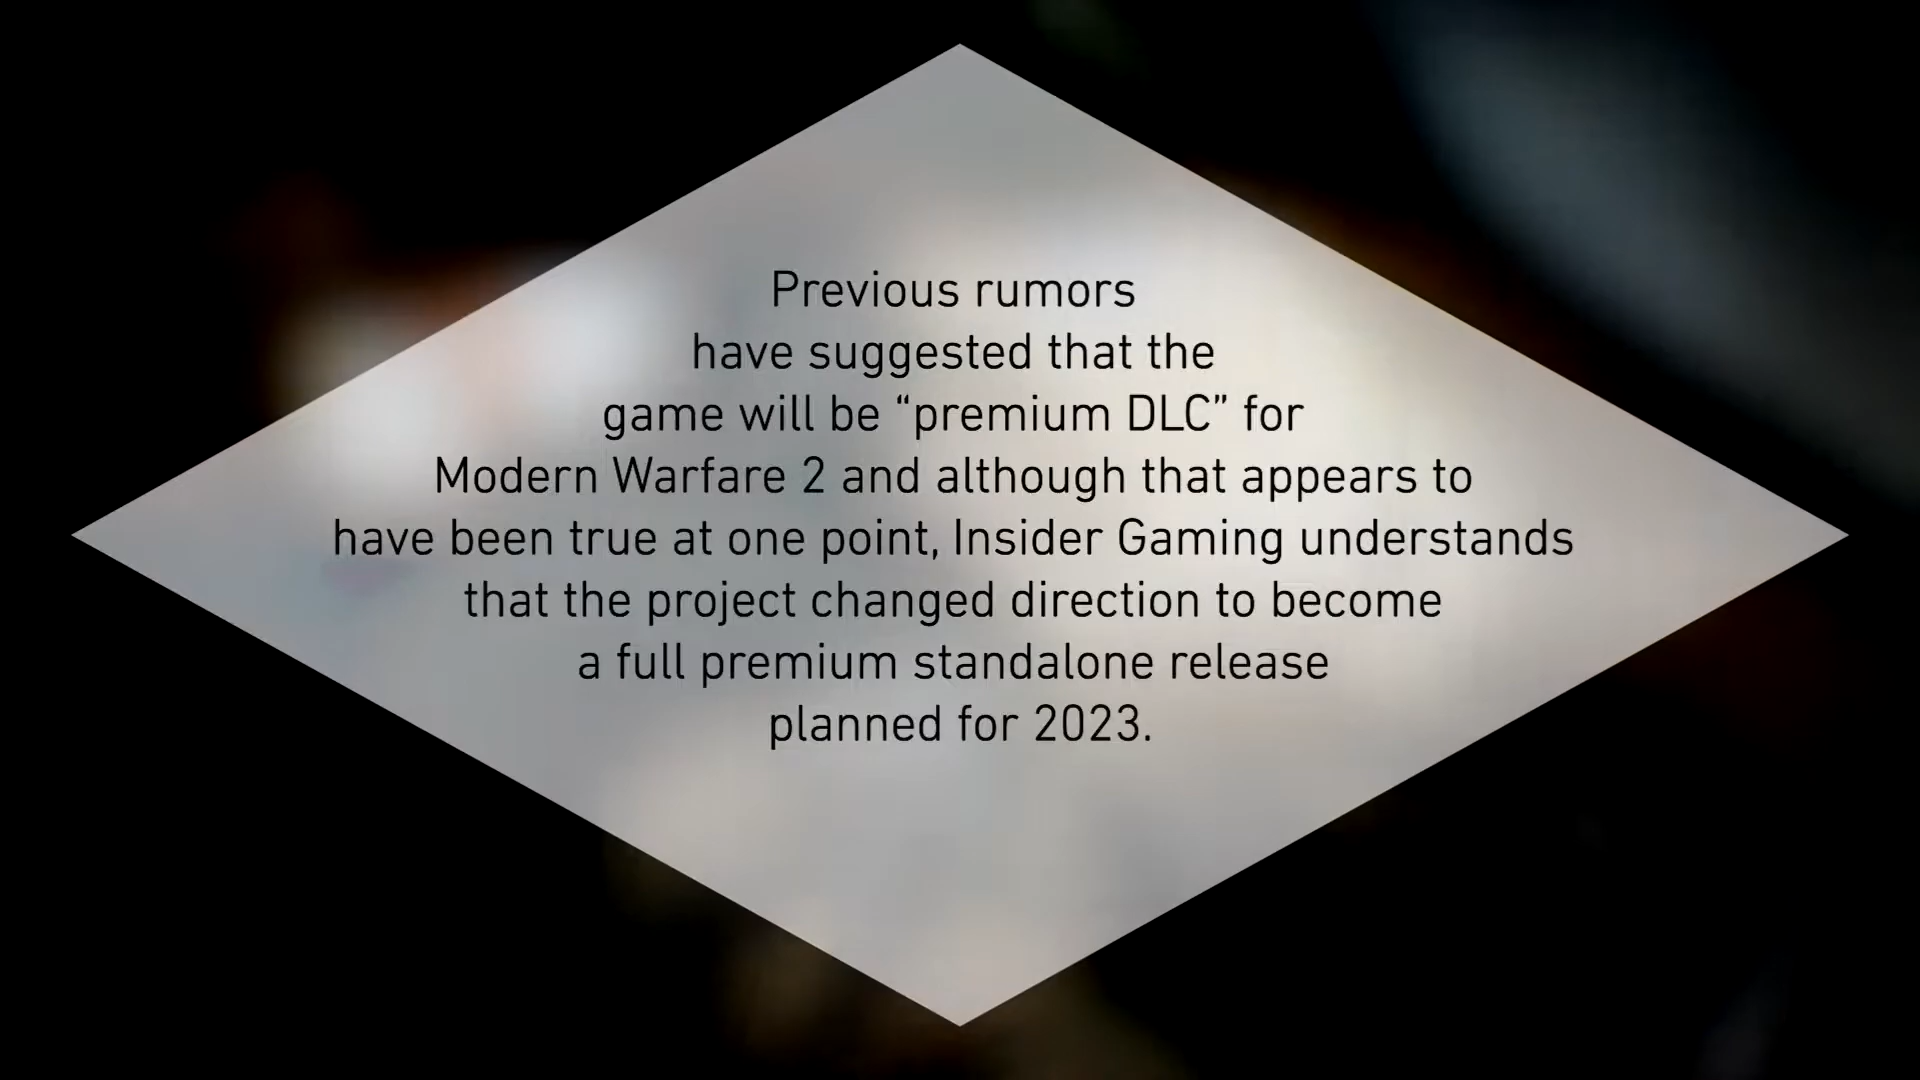 Previous rumors
have suggested that the
game will be “premium DLC” for
Modern Warfare 2 and although that appears to
have been true at one point, Insider Gaming understands
that the project changed direction to become
a full premium standalone release
planned for 2023.